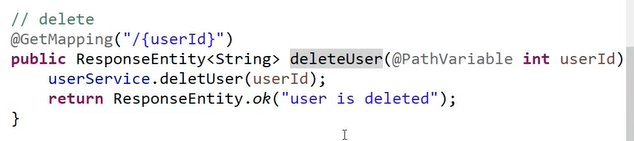 // delete
@GetMapping("/{userId}")
public ResponseEntity<String> deleteUser(@PathVariable int userId)
userService.deletUser(userId);
return ResponseEntity.ok("user is deleted");
}